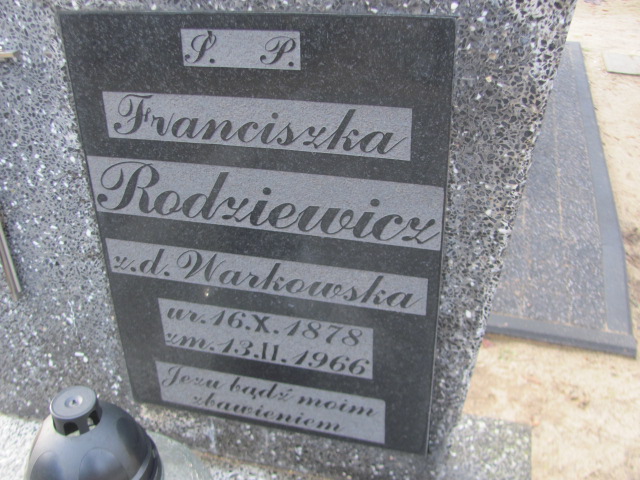 Ś. P.
Franciszka
Rodziewicz
z.d. Warkowska
ur.16.X.1878
zm.13.II.1966
Jezu bądź moim
zbawieniem